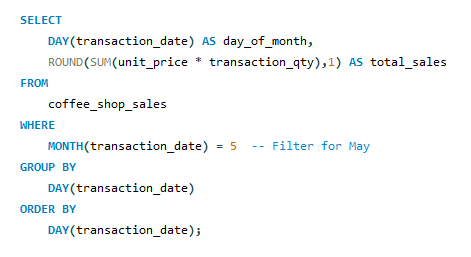 SELECT
    DAY(transaction_date) AS day_of_month,
    ROUND(SUM(unit_price * transaction_qty),1) AS total_sales
FROM
    coffee_shop_sales
WHERE
    MONTH(transaction_date) = 5  -- Filter for May
GROUP BY
    DAY(transaction_date)
ORDER BY
    DAY(transaction_date);